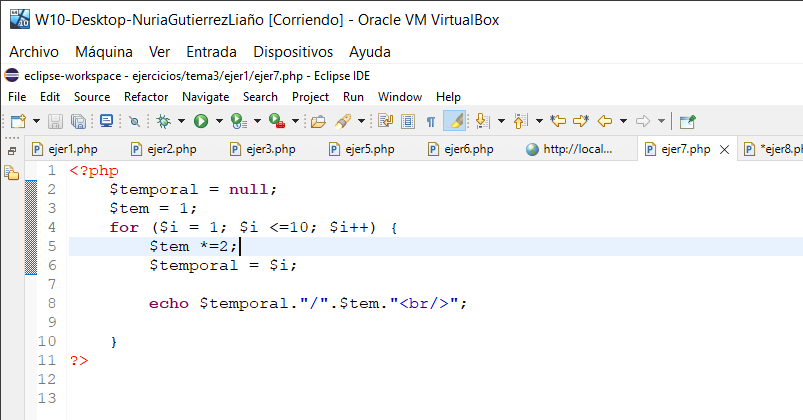 W10-Desktop-NuriaGutierrezLiaño [Corriendo] - Oracle VM VirtualBox
Archivo Máquina Ver Entrada Dispositivos Ayuda
eclipse-workspace - ejercicios/tema3/ejer1/ejer7.php - Eclipse IDE
File Edit Source Refactor Navigate Search Project Run Window Help
ejer1.php ejer2.php ejer3.php ejer5.php ejer6.php http://local... ejer7.php *ejer8.ph
1 <?php
2 $temporal = null;
3 $tem = 1;
4 for ($i = 1; $i <=10; $i++) {
5 $tem *=2;
6 $temporal = $i;
7
8 echo $temporal."/".$tem."<br/>";
9
10 }
11 ?>
12
13